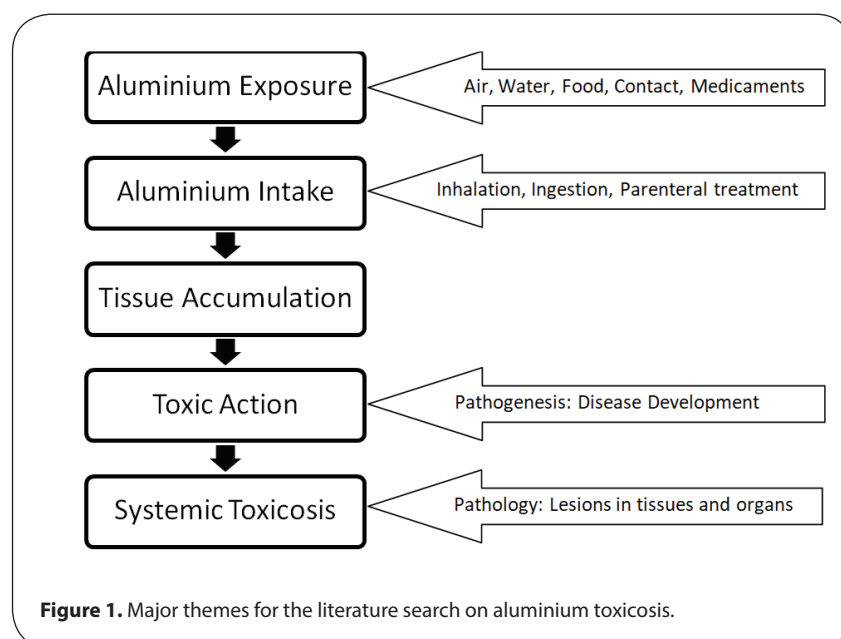 Aluminium Exposure
Air, Water, Food, Contact, Medicaments
Aluminium Intake
Inhalation, Ingestion, Parenteral treatment
Tissue Accumulation
Toxic Action
Pathogenesis: Disease Development
Systemic Toxicosis
Pathology: Lesions in tissues and organs
Figure 1. Major themes for the literature search on aluminium toxicosis.